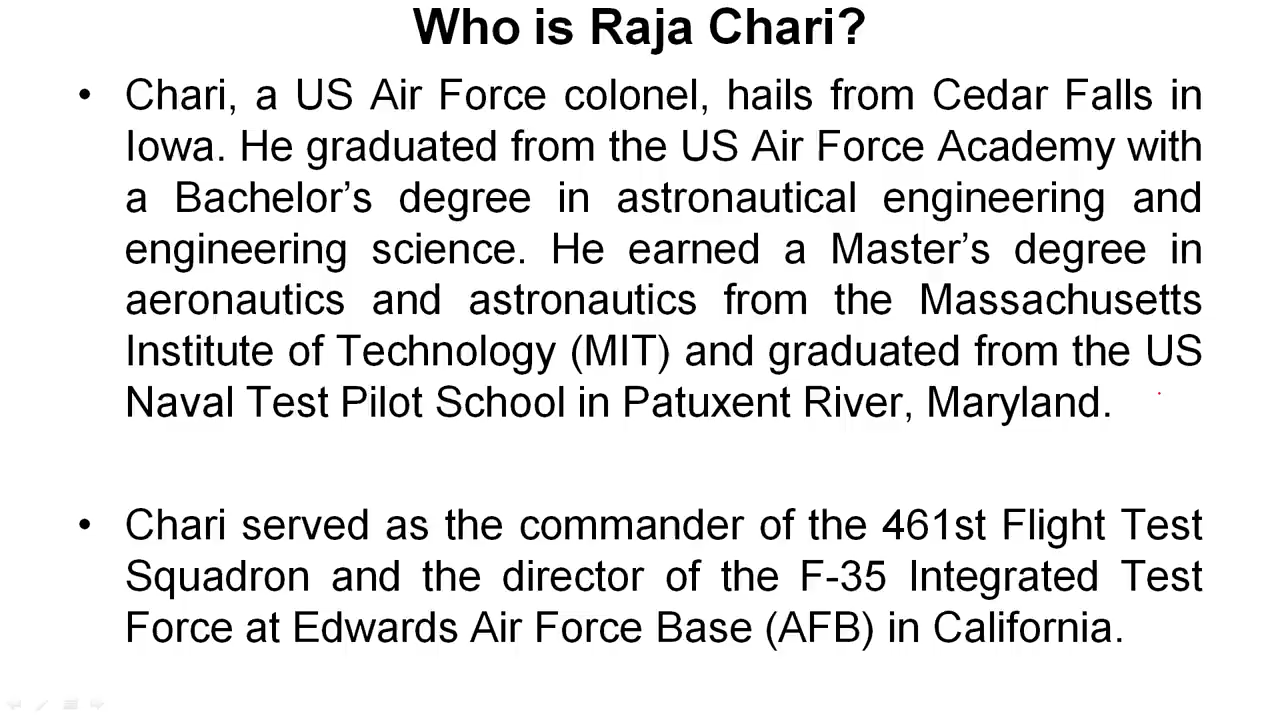 Who is Raja Chari?
• Chari, a US Air Force colonel, hails from Cedar Falls in
Iowa. He graduated from the US Air Force Academy with
a Bachelor’s degree in astronautical engineering and
engineering science. He earned a Master’s degree in
aeronautics and astronautics from the Massachusetts
Institute of Technology (MIT) and graduated from the US
Naval Test Pilot School in Patuxent River, Maryland.
• Chari served as the commander of the 461st Flight Test
Squadron and the director of the F-35 Integrated Test
Force at Edwards Air Force Base (AFB) in California.